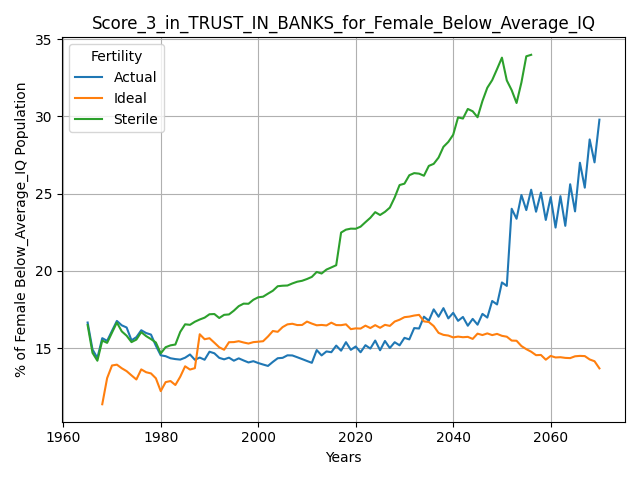 Score_3_in_TRUST_IN_BANKS_for_Female_Below_Average_IQ
% of Female Below_Average_IQ Population
35
30
25
20
15
Fertility
Actual
Ideal
Sterile
1960
1980
2000
2020
2040
2060
Years